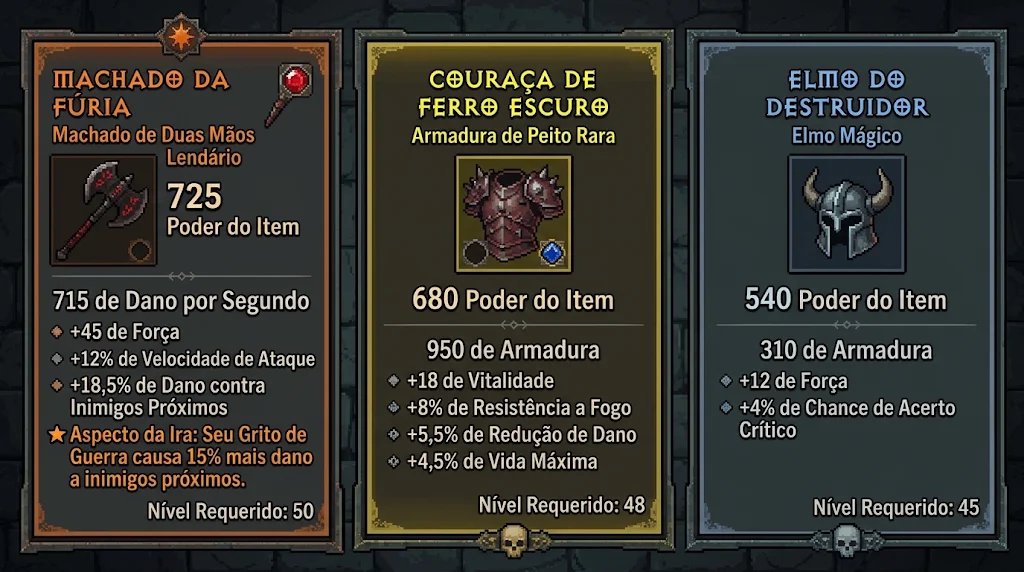 MACHADO DA
FÚRIA
Machado de Duas Mãos
Lendário
725
Poder do Item
715 de Dano por Segundo
+45 de Força
+12% de Velocidade de Ataque
+18,5% de Dano contra
Inimigos Próximos
Aspecto da Ira: Seu Grito de
Guerra causa 15% mais dano
a inimigos próximos.
Nível Requerido: 50
COURAÇA DE
FERRO ESCURO
Armadura de Peito Rara
680 Poder do Item
950 de Armadura
+18 de Vitalidade
+8% de Resistência a Fogo
+5,5% de Redução de Dano
+4,5% de Vida Máxima
Nível Requerido: 48
ELMO DO
DESTRUIDOR
Elmo Mágico
540 Poder do Item
310 de Armadura
+12 de Força
+4% de Chance de Acerto
Crítico
Nível Requerido: 45